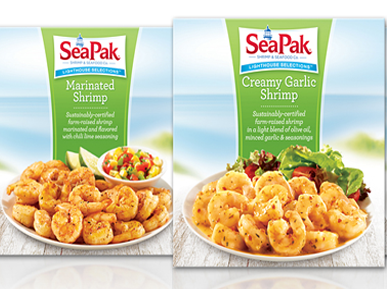 SeaPak
SHRIMP & SEAFOOD CO.
LIGHTHOUSE SELECTIONS™
Marinated
Shrimp
Sustainably-certified
farm-raised shrimp
marinated and flavored
with chili lime seasoning
SeaPak
SHRIMP & SEAFOOD CO.
LIGHTHOUSE SELECTIONS™
Creamy Garlic
Shrimp
Sustainably-certified
farm-raised shrimp
in a light blend of olive oil,
minced garlic & seasonings